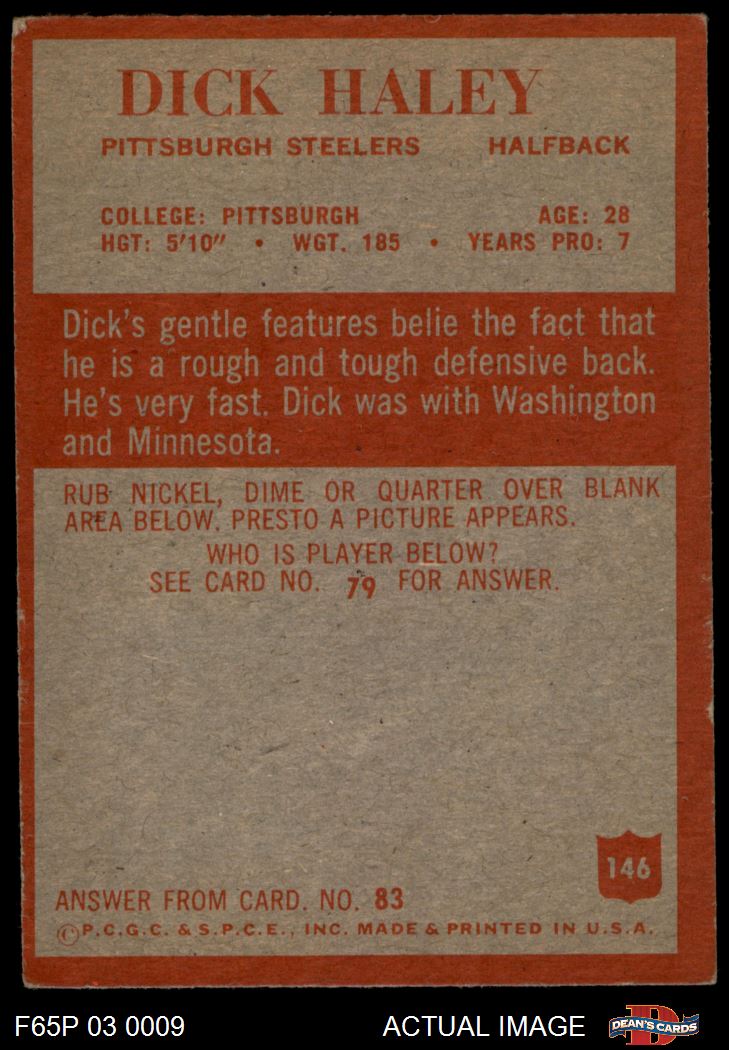 DICK HALEY
PITTSBURGH STEELERS HALFBACK
COLLEGE: PITTSBURGH AGE: 28
HGT: 5'10" • WGT. 185 • YEARS PRO: 7
Dick's gentle features belie the fact that
he is a rough and tough defensive back.
He's very fast. Dick was with Washington
and Minnesota.
RUB NICKEL, DIME OR QUARTER OVER BLANK
AREA BELOW. PRESTO A PICTURE APPEARS.
WHO IS PLAYER BELOW?
SEE CARD NO. 79 FOR ANSWER.
146
ANSWER FROM CARD. NO. 83
©P.C.G.C. & S.P.C.E., INC. MADE & PRINTED IN U.S.A.
F65P 03 0009 ACTUAL IMAGE D DEAN'S CARDS